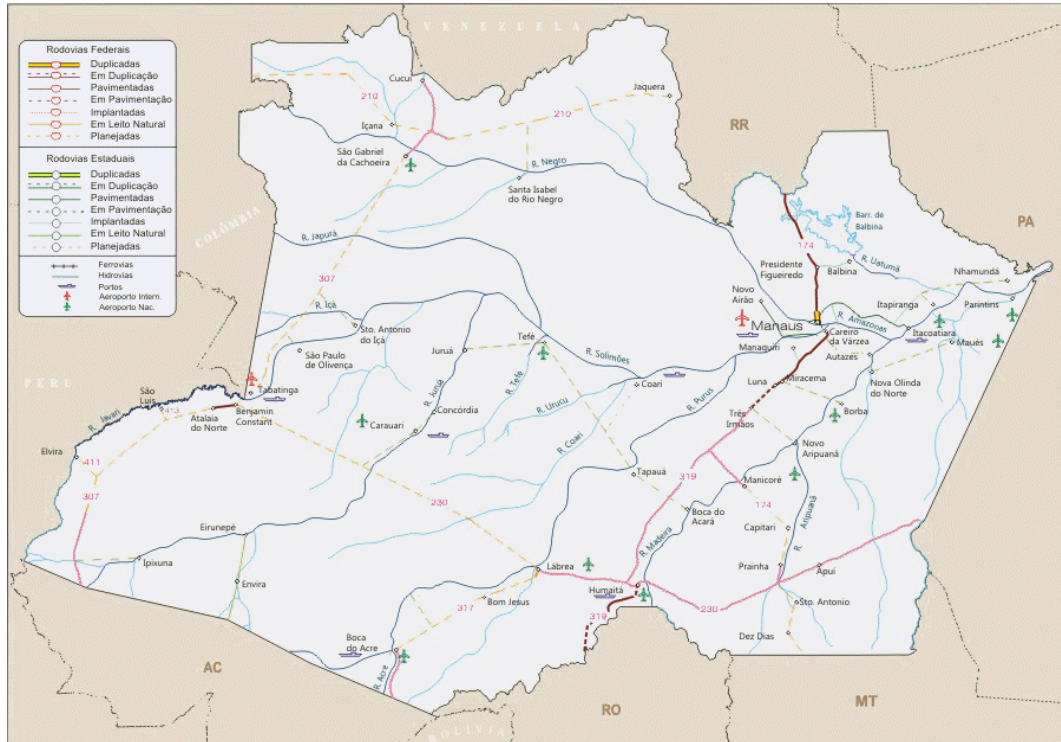 VENEZUELA
Rodovias Federais
Duplicadas
Em Duplicação
Pavimentadas
Em Pavimentação
Implantadas
Em Leito Natural
Planejadas
Rodovias Estaduais
Duplicadas
Em Duplicação
Pavimentadas
Em Pavimentação
Implantadas
Em Leito Natural
Planejadas
Ferrovias
Hidrovias
Portos
Aeroporto Intern.
Aeroporto Nac.
Cucuí
210
Içana
Jaquera
210
RR
São Gabriel
da Cachoeira
R. Negro
Santa Isabel
do Rio Negro
COLÔMBIA
R. Japurá
PA
Barr. de
Balbina
174
Presidente
Figueiredo
Balbina
R. Uatumã
Nhamundá
307
R. Içá
Sto. Antonio
do Içá
Novo
Airão
Itapiranga
Parintins
Manaus
R. Amazonas
Itacoatiara
Careiro
da Várzea
Maués
Manaquiri
Autazes
São Paulo
de Olivença
Juruá
Tefé
R. Solimões
R. Tefé
Coari
R. Purus
Luna
Miracema
Nova Olinda
do Norte
PERU
Tabatinga
São
Luis
413
Atalaia
do Norte
Benjamin
Constant
R. Javari
R. Juruá
Concórdia
R. Urucu
Carauari
R. Coari
Três
Irmãos
Borba
Novo
Aripuanã
Elvira
411
307
230
Tapauá
319
Manicoré
174
Boca do
Acará
Capitari
R. Aripuanã
R. Madeira
Eirunepé
Ipixuna
Envira
Lábrea
Prainha
Apuí
Humaitá
230
Bom Jesus
317
319
Sto. Antonio
Boca
do Acre
Dez Dias
R. Acre
AC
RO
MT
BOLÍVIA